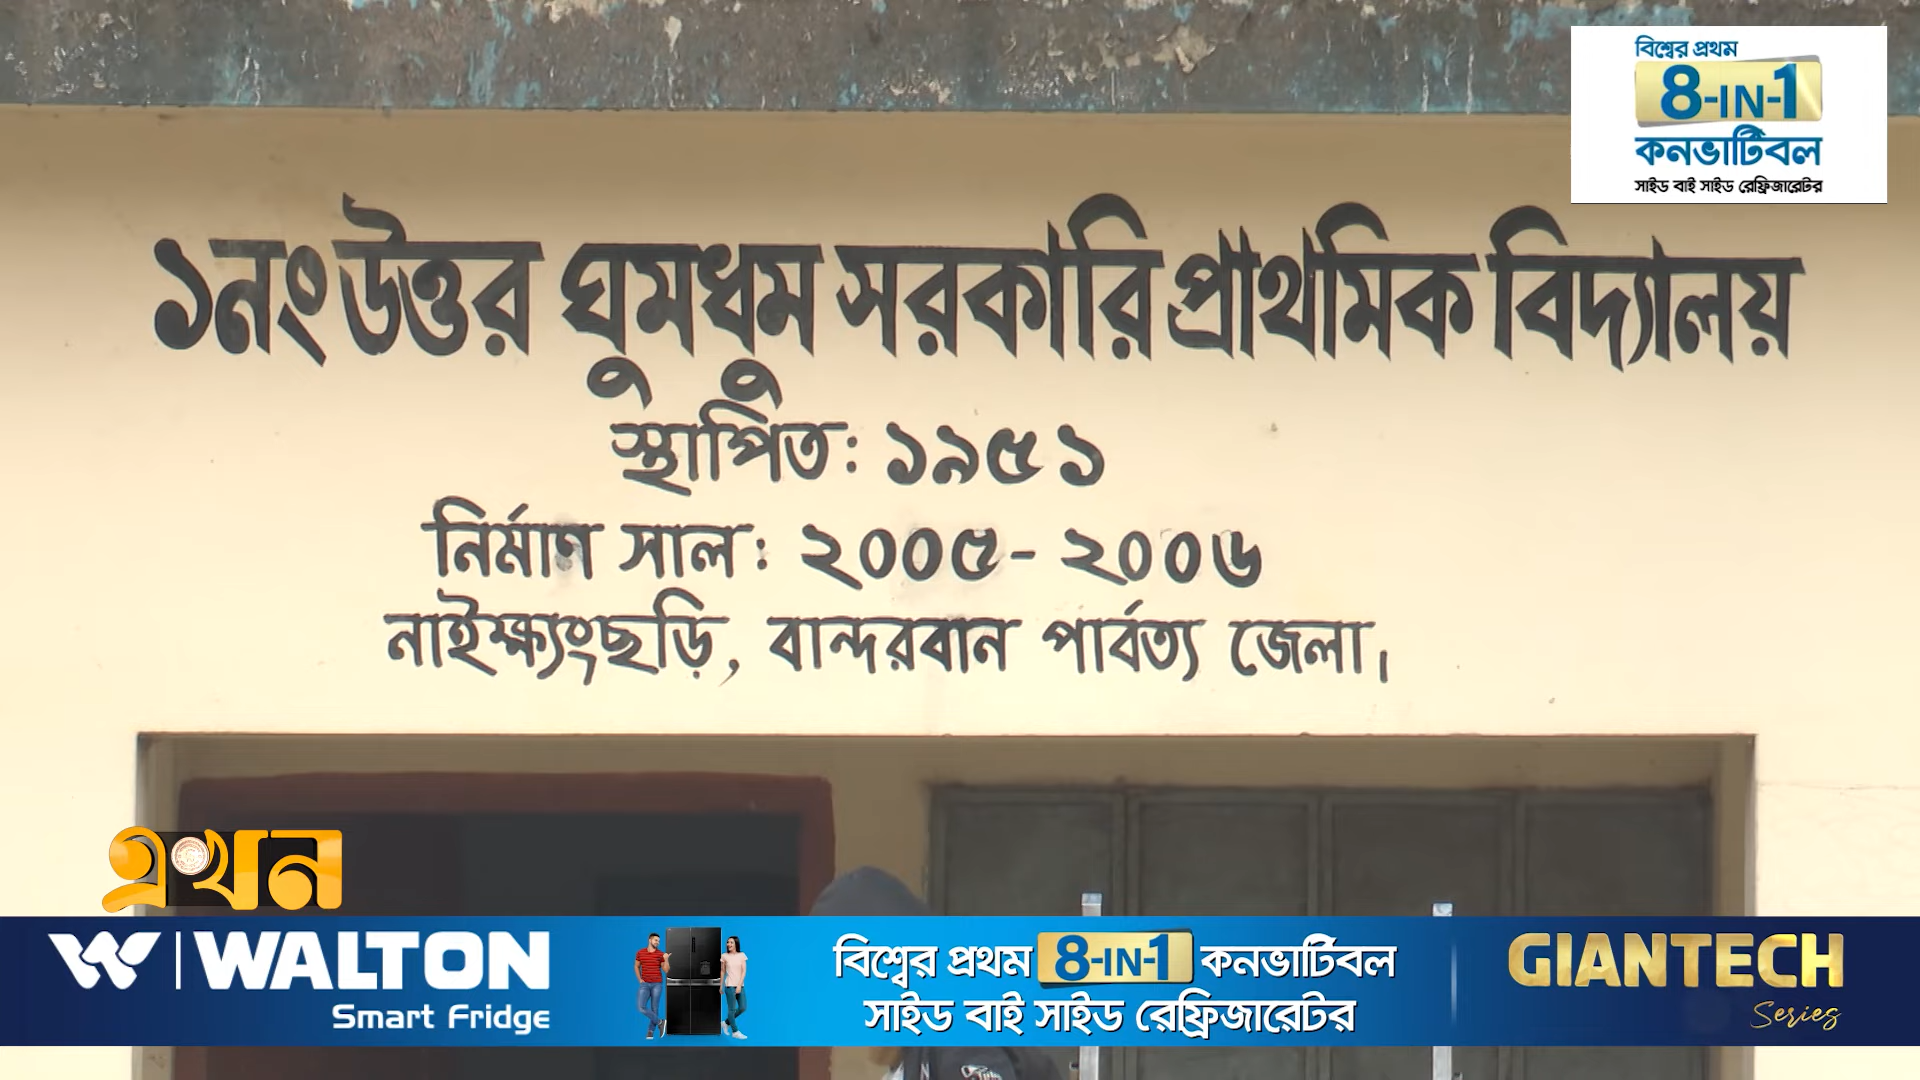 বিশ্বের প্রথম
8-IN-1
কনভার্টিবল
সাইড বাই সাইড রেফ্রিজারেটর
১নং উত্তর ঘুমধুম সরকারি প্রাথমিক বিদ্যালয়
স্থাপিত: ১৯৫১
নির্মাণ সাল: ২০০৫-২০০৬
নাইক্ষ্যংছড়ি, বান্দরবান পার্বত্য জেলা।
এখন
WALTON
Smart Fridge
বিশ্বের প্রথম 8-IN-1 কনভার্টিবল
সাইড বাই সাইড রেফ্রিজারেটর
GIANTECH
Series